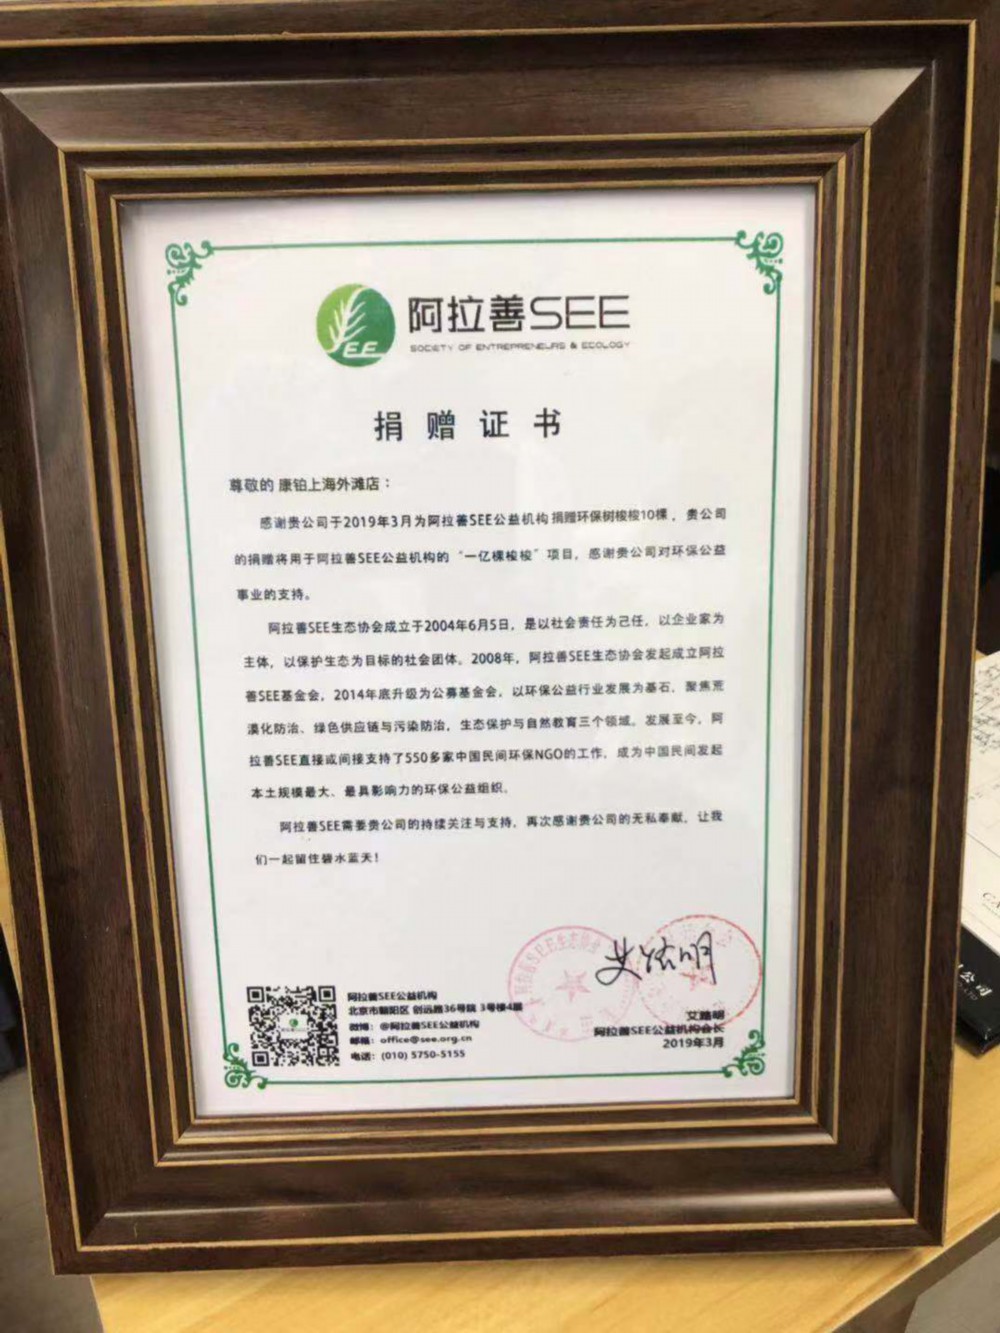 阿拉善SEE
SOCIETY OF ENTREPRENEURS & ECOLOGY
EE
捐赠证书
尊敬的 康铂上海外滩店：
感谢贵公司于2019年3月为阿拉善SEE公益机构 捐赠环保树梭梭10棵，贵公司
的捐赠将用于阿拉善SEE公益机构的“一亿棵梭梭”项目，感谢贵公司对环保公益
事业的支持。
阿拉善SEE生态协会成立于2004年6月5日，是以社会责任为己任，以企业家为
主体，以保护生态为目标的社会团体。2008年，阿拉善SEE生态协会发起成立阿拉
善SEE基金会，2014年底升级为公募基金会，以环保公益行业发展为基石，聚焦荒
漠化防治、绿色供应链与污染防治，生态保护与自然教育三个领域。发展至今，阿
拉善SEE直接或间接支持了550多家中国民间环保NGO的工作，成为中国民间发起
本土规模最大、最具影响力的环保公益组织。
阿拉善SEE需要贵公司的持续关注与支持，再次感谢贵公司的无私奉献，让我
们一起留住碧水蓝天！
阿拉善SEE公益机构
北京市朝阳区 创远路36号院 3号楼4层
微博：@阿拉善SEE公益机构
邮箱：office@see.org.cn
电话：(010) 5750-5155
艾路明
艾路明
阿拉善SEE公益机构会长
2019年3月
公司